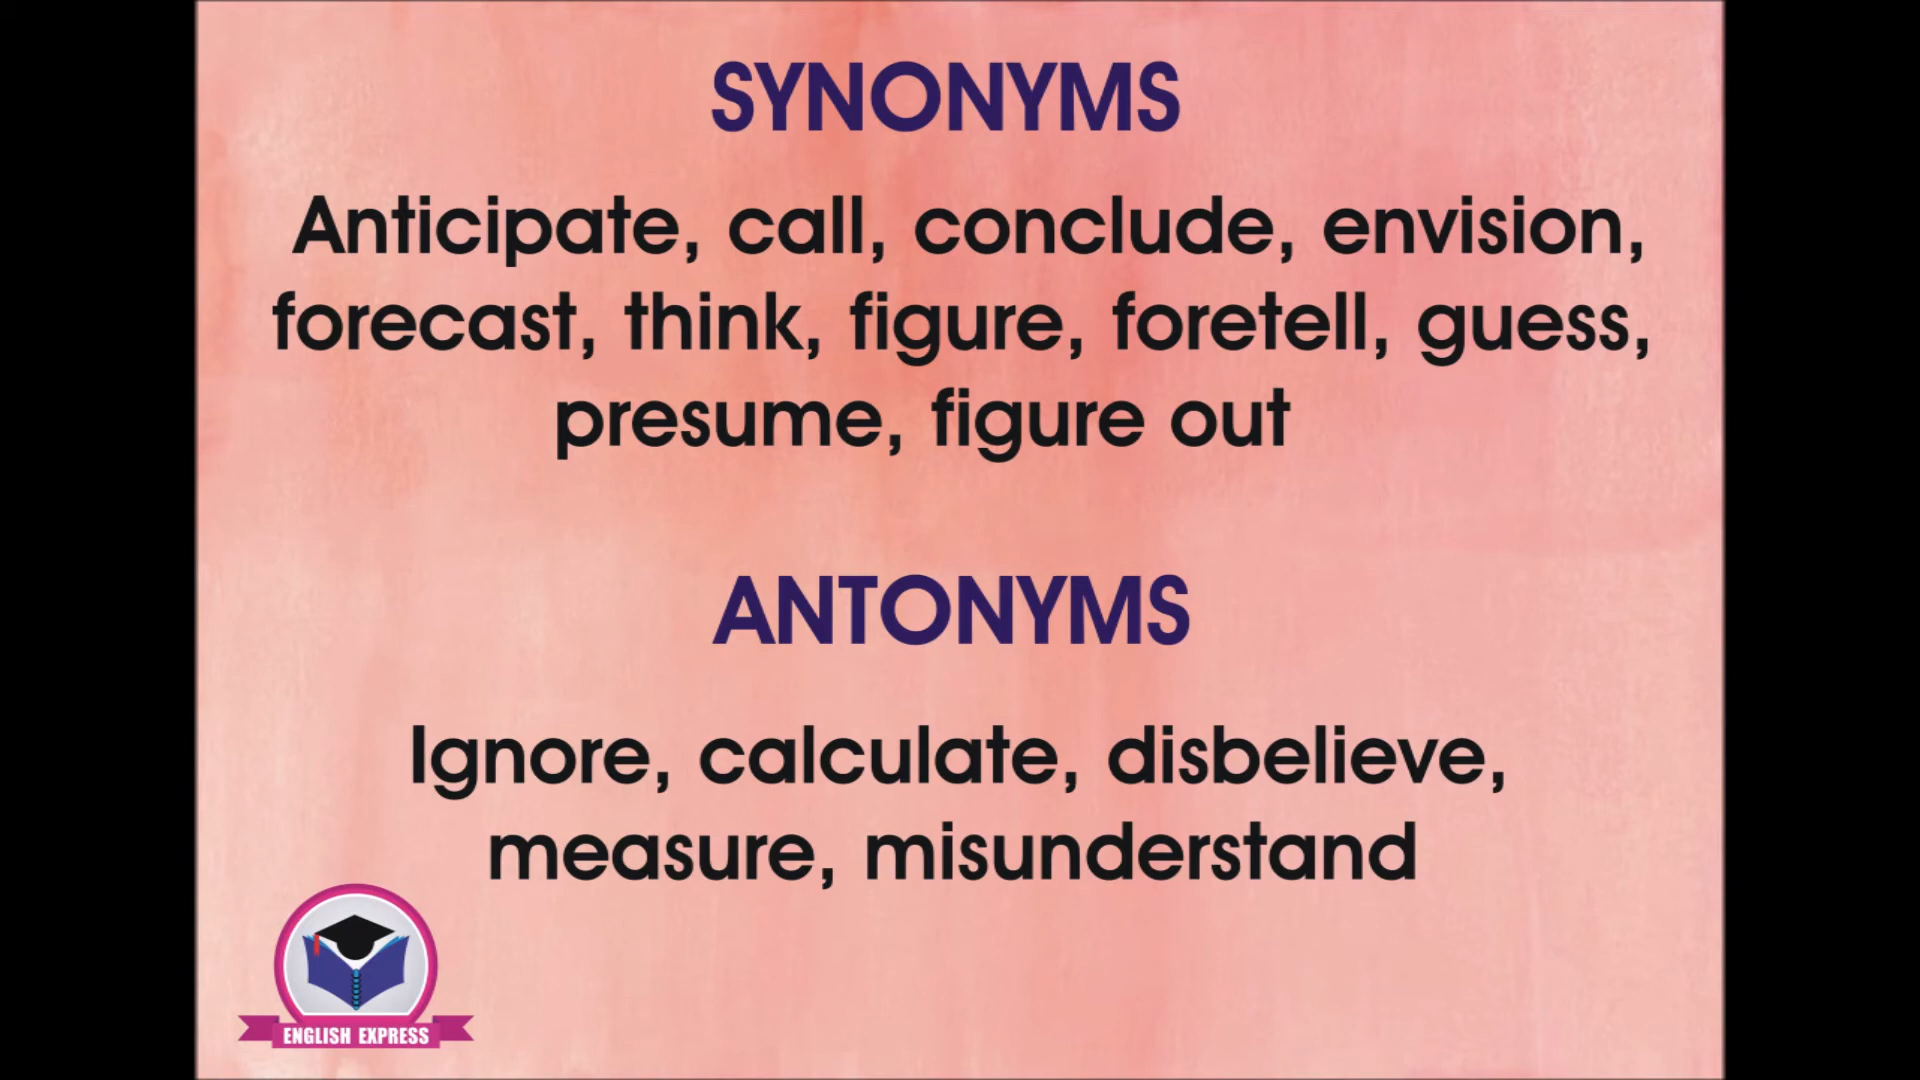 SYNONYMS
Anticipate, call, conclude, envision,
forecast, think, figure, foretell, guess,
presume, figure out
ANTONYMS
Ignore, calculate, disbelieve,
measure, misunderstand
ENGLISH EXPRESS